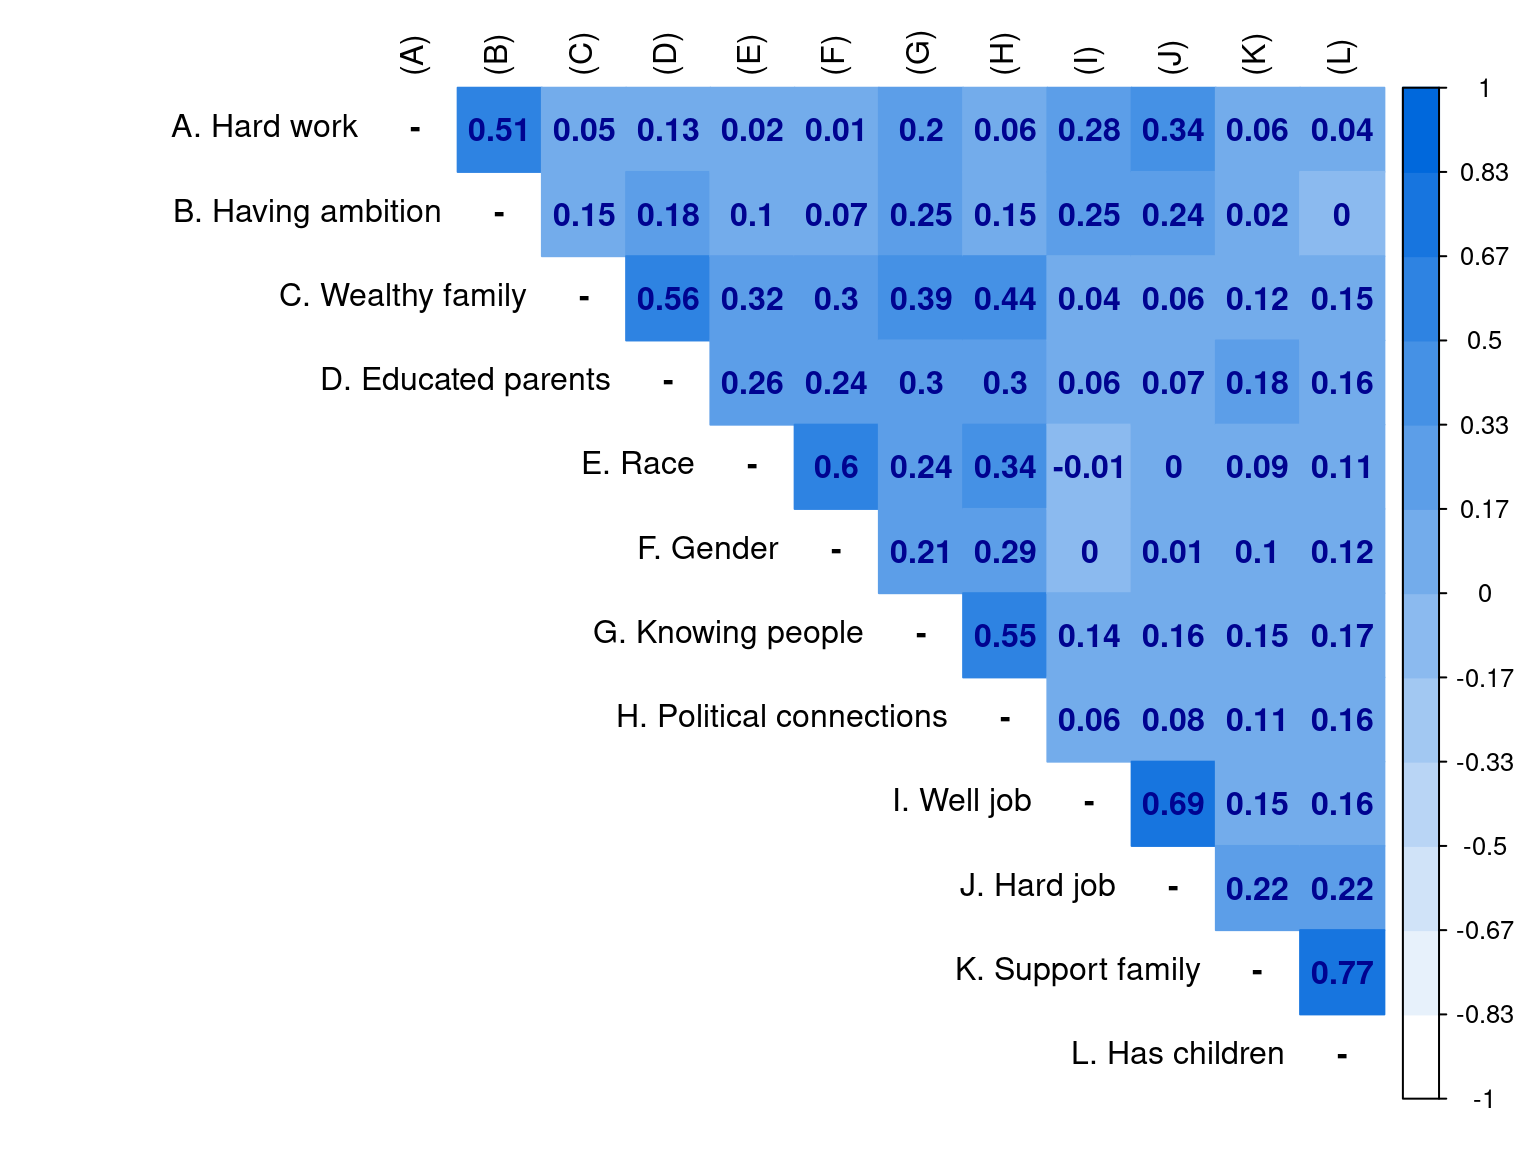 (A) (B) (C) (D) (E) (F) (G) (H) (I) (J) (K) (L)
A. Hard work - 0.51 0.05 0.13 0.02 0.01 0.2 0.06 0.28 0.34 0.06 0.04
B. Having ambition - 0.15 0.18 0.1 0.07 0.25 0.15 0.25 0.24 0.02 0
C. Wealthy family - 0.56 0.32 0.3 0.39 0.44 0.04 0.06 0.12 0.15
D. Educated parents - 0.26 0.24 0.3 0.3 0.06 0.07 0.18 0.16
E. Race - 0.6 0.24 0.34 -0.01 0 0.09 0.11
F. Gender - 0.21 0.29 0 0.01 0.1 0.12
G. Knowing people - 0.55 0.14 0.16 0.15 0.17
H. Political connections - 0.06 0.08 0.11 0.16
I. Well job - 0.69 0.15 0.16
J. Hard job - 0.22 0.22
K. Support family - 0.77
L. Has children -
1
0.83
0.67
0.5
0.33
0.17
0
-0.17
-0.33
-0.5
-0.67
-0.83
-1